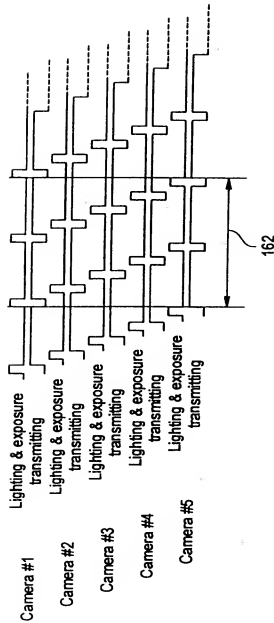 Camera #1
Lighting & exposure
transmitting
Camera #2
Lighting & exposure
transmitting
Camera #3
Lighting & exposure
transmitting
Camera #4
Lighting & exposure
transmitting
Camera #5
Lighting & exposure
transmitting
162